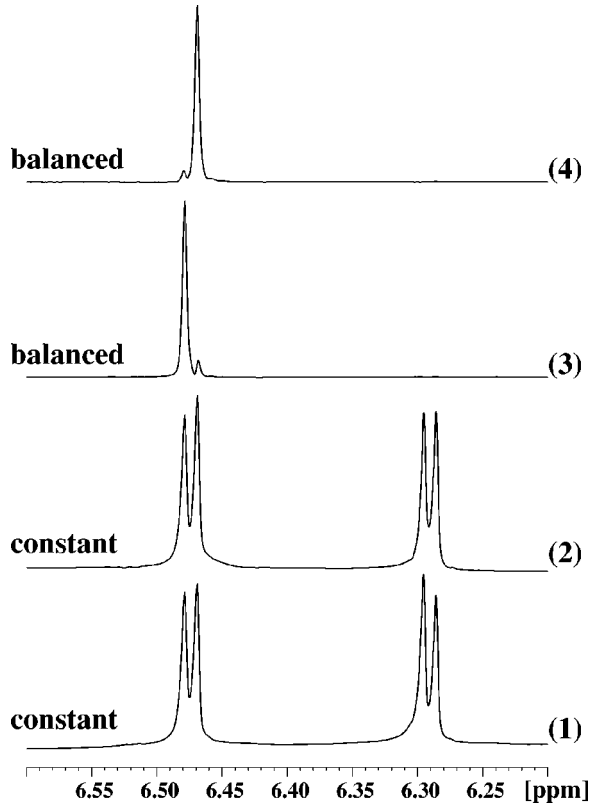 balanced (4)
balanced (3)
constant (2)
constant (1)
6.55 6.50 6.45 6.40 6.35 6.30 6.25 [ppm]